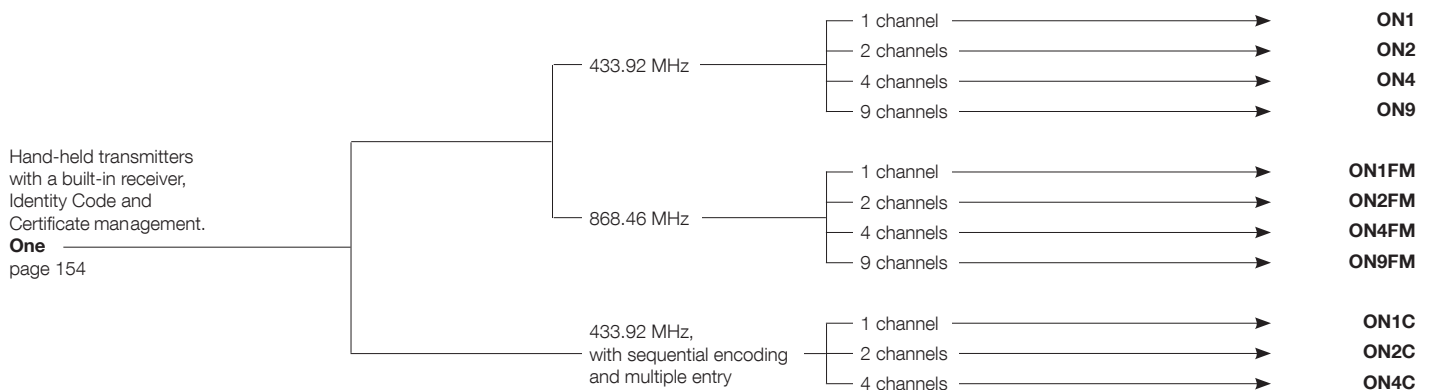 1 channel ON1
2 channels ON2
433.92 MHz
4 channels ON4
9 channels ON9
Hand-held transmitters
with a built-in receiver,
Identity Code and
Certificate management.
One
page 154
1 channel ON1FM
2 channels ON2FM
868.46 MHz
4 channels ON4FM
9 channels ON9FM
433.92 MHz,
with sequential encoding
and multiple entry
1 channel ON1C
2 channels ON2C
4 channels ON4C